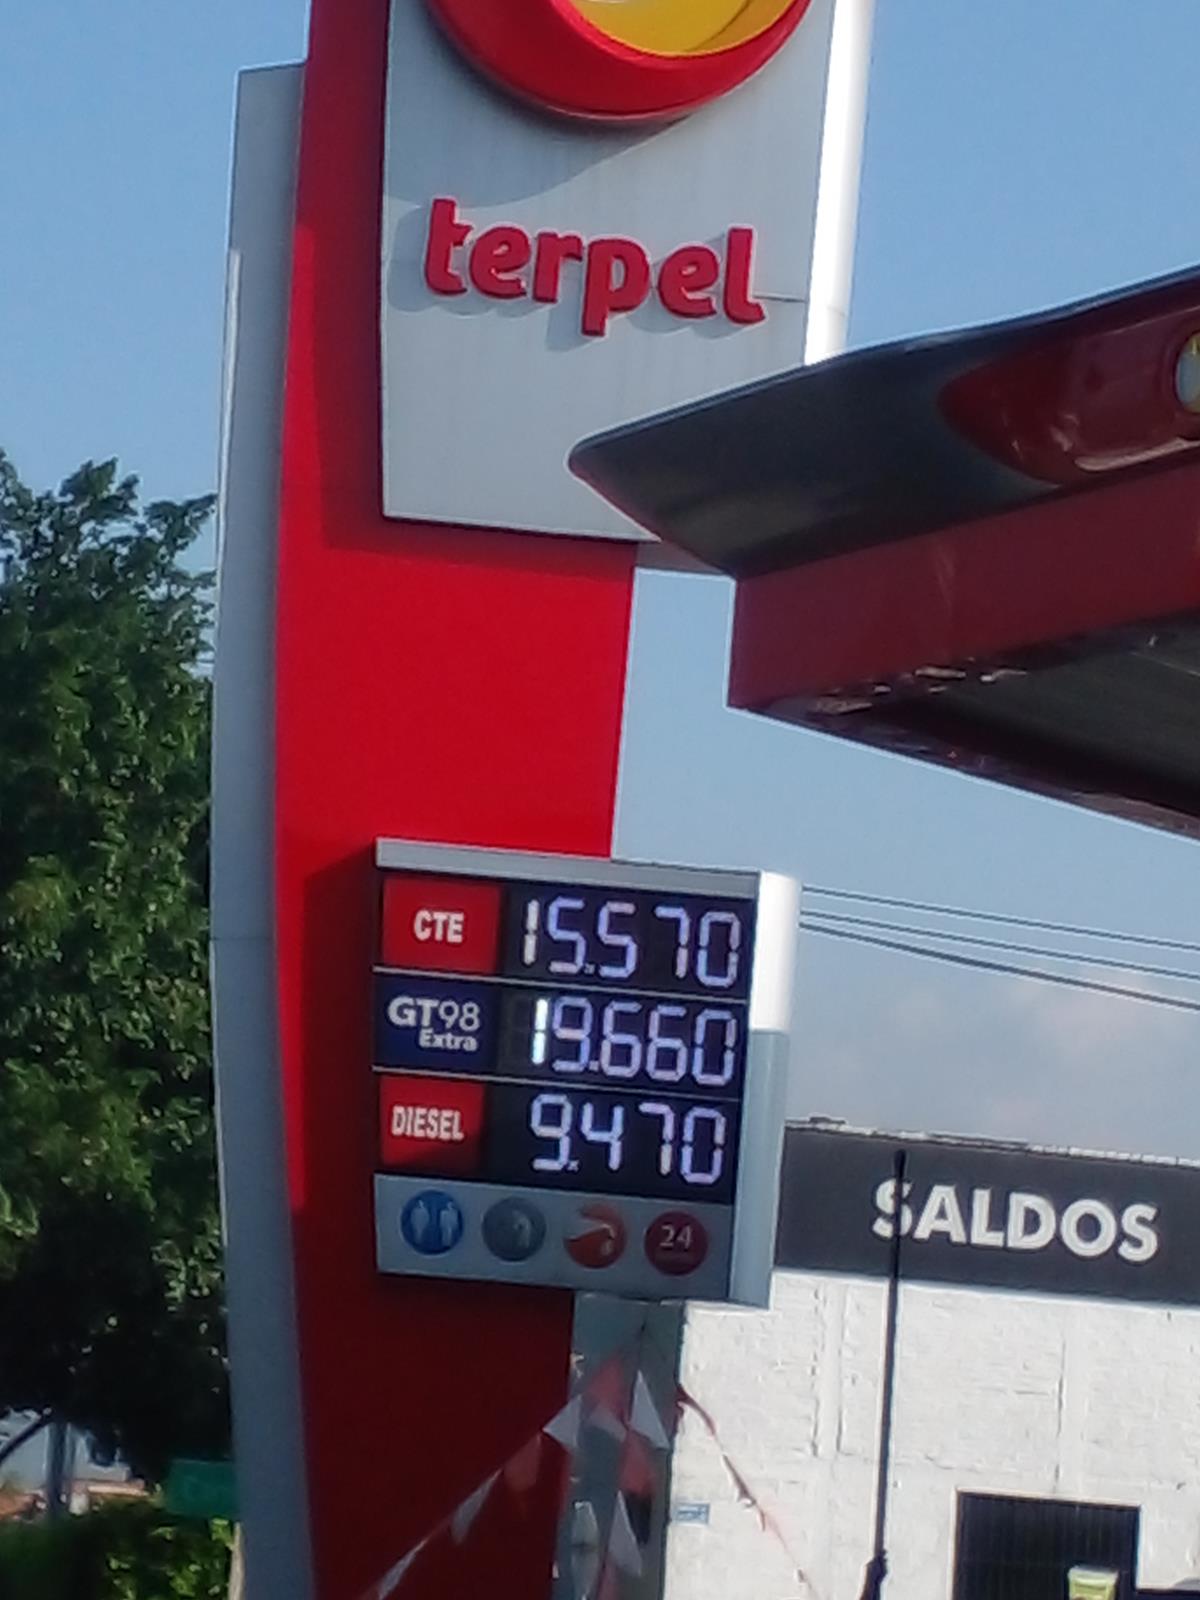 terpel
CTE 15.570
GT98 19.660
Extra
DIESEL 9.470
24
SALDOS